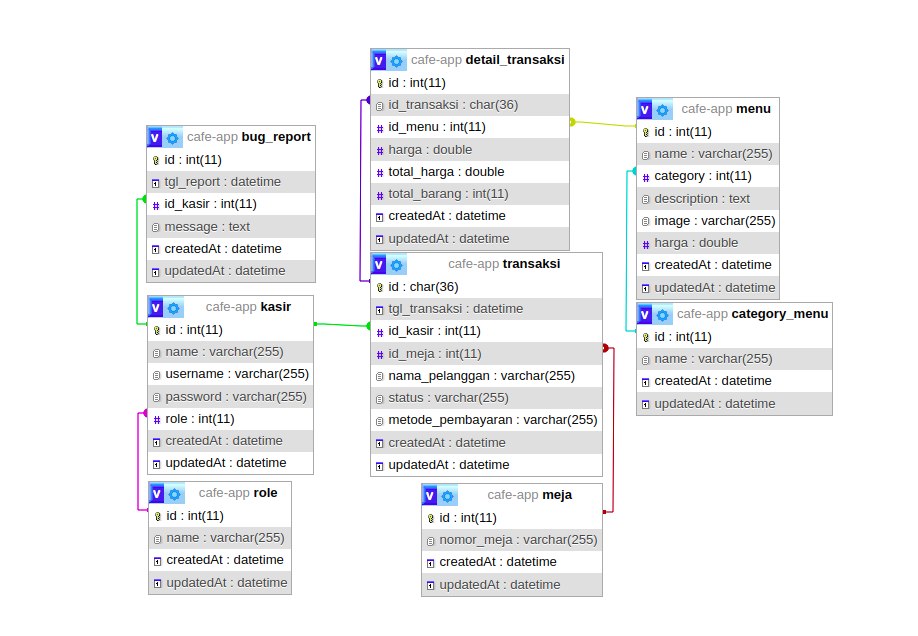 cafe-app detail_transaksi
id : int(11)
id_transaksi : char(36)
id_menu : int(11)
harga : double
total_harga : double
total_barang : int(11)
createdAt : datetime
updatedAt : datetime
cafe-app menu
id : int(11)
name : varchar(255)
category : int(11)
description : text
image : varchar(255)
harga : double
createdAt : datetime
updatedAt : datetime
cafe-app bug_report
id : int(11)
tgl_report : datetime
id_kasir : int(11)
message : text
createdAt : datetime
updatedAt : datetime
cafe-app transaksi
id : char(36)
tgl_transaksi : datetime
id_kasir : int(11)
id_meja : int(11)
nama_pelanggan : varchar(255)
status : varchar(255)
metode_pembayaran : varchar(255)
createdAt : datetime
updatedAt : datetime
cafe-app kasir
id : int(11)
name : varchar(255)
username : varchar(255)
password : varchar(255)
role : int(11)
createdAt : datetime
updatedAt : datetime
cafe-app category_menu
id : int(11)
name : varchar(255)
createdAt : datetime
updatedAt : datetime
cafe-app role
id : int(11)
name : varchar(255)
createdAt : datetime
updatedAt : datetime
cafe-app meja
id : int(11)
nomor_meja : varchar(255)
createdAt : datetime
updatedAt : datetime